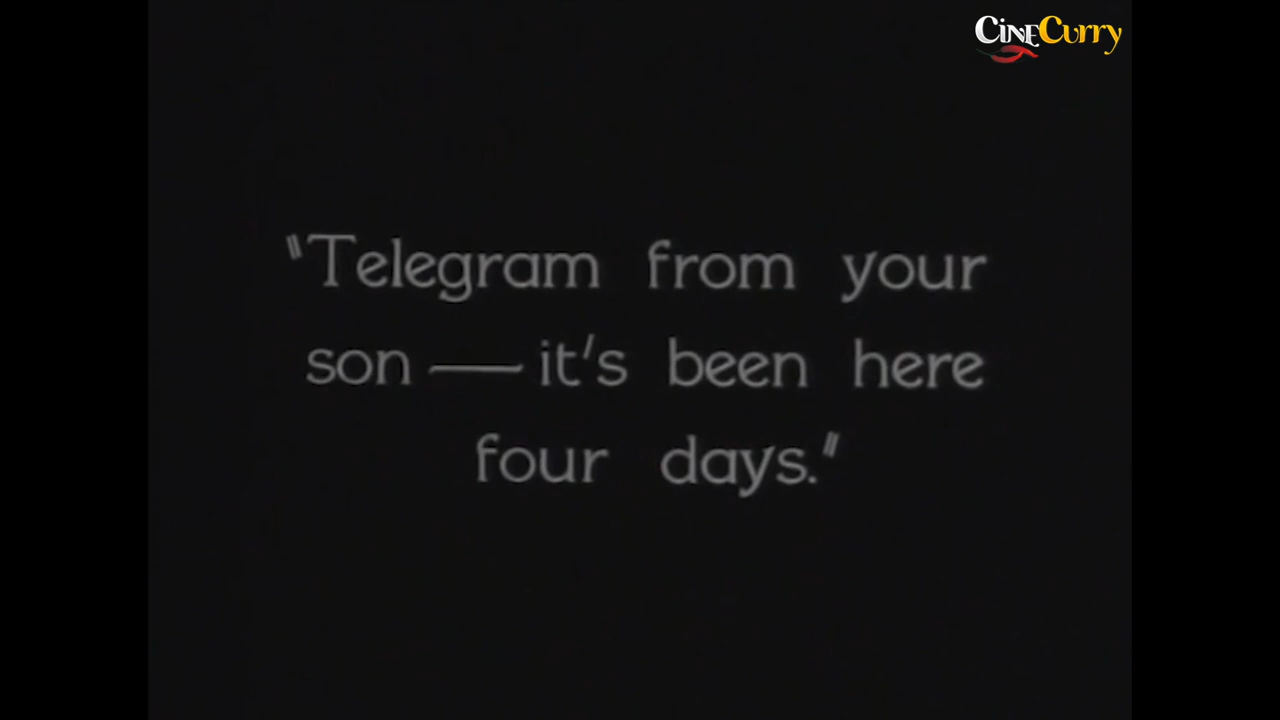 CineCurry
"Telegram from your
son — it's been here
four days."